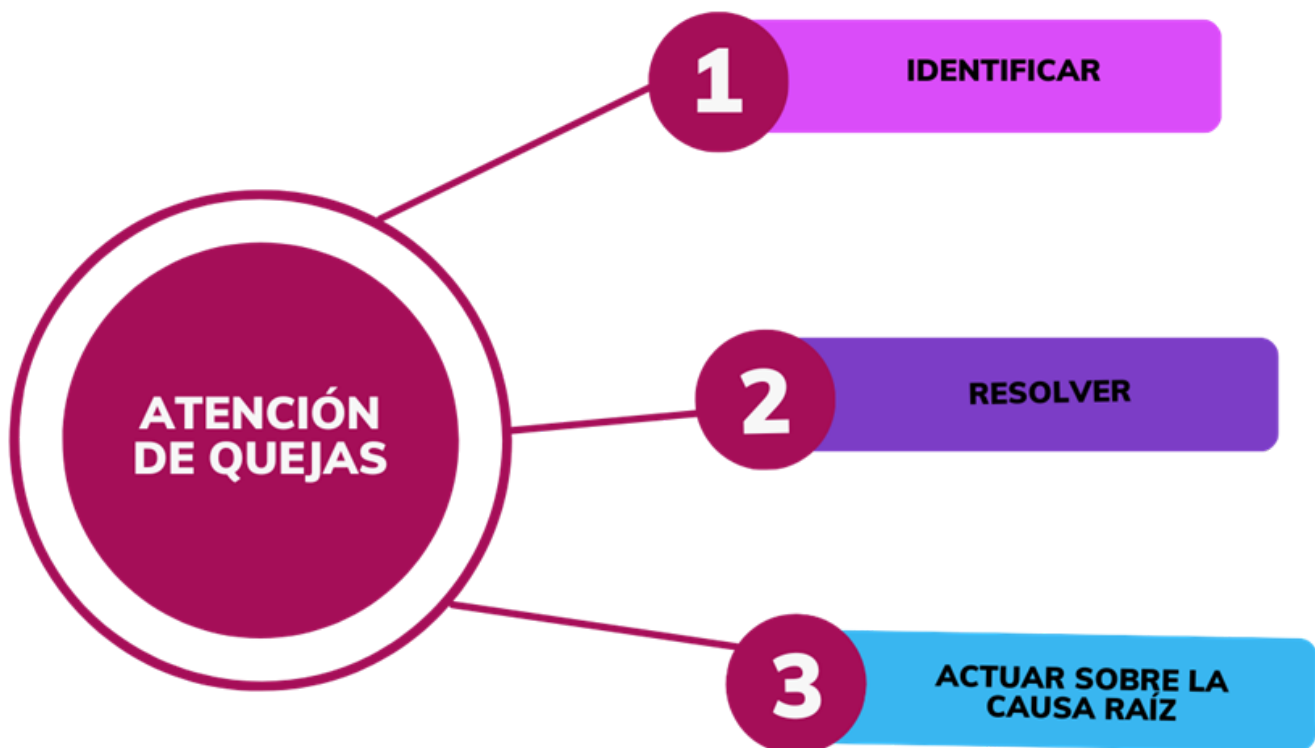 1
IDENTIFICAR
ATENCIÓN
DE QUEJAS
2
RESOLVER
3
ACTUAR SOBRE LA
CAUSA RAÍZ